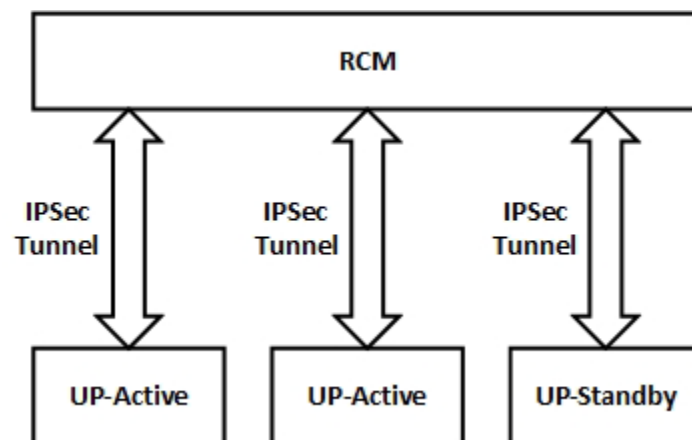 RCM
IPSec
Tunnel
IPSec
Tunnel
IPSec
Tunnel
UP-Active
UP-Active
UP-Standby